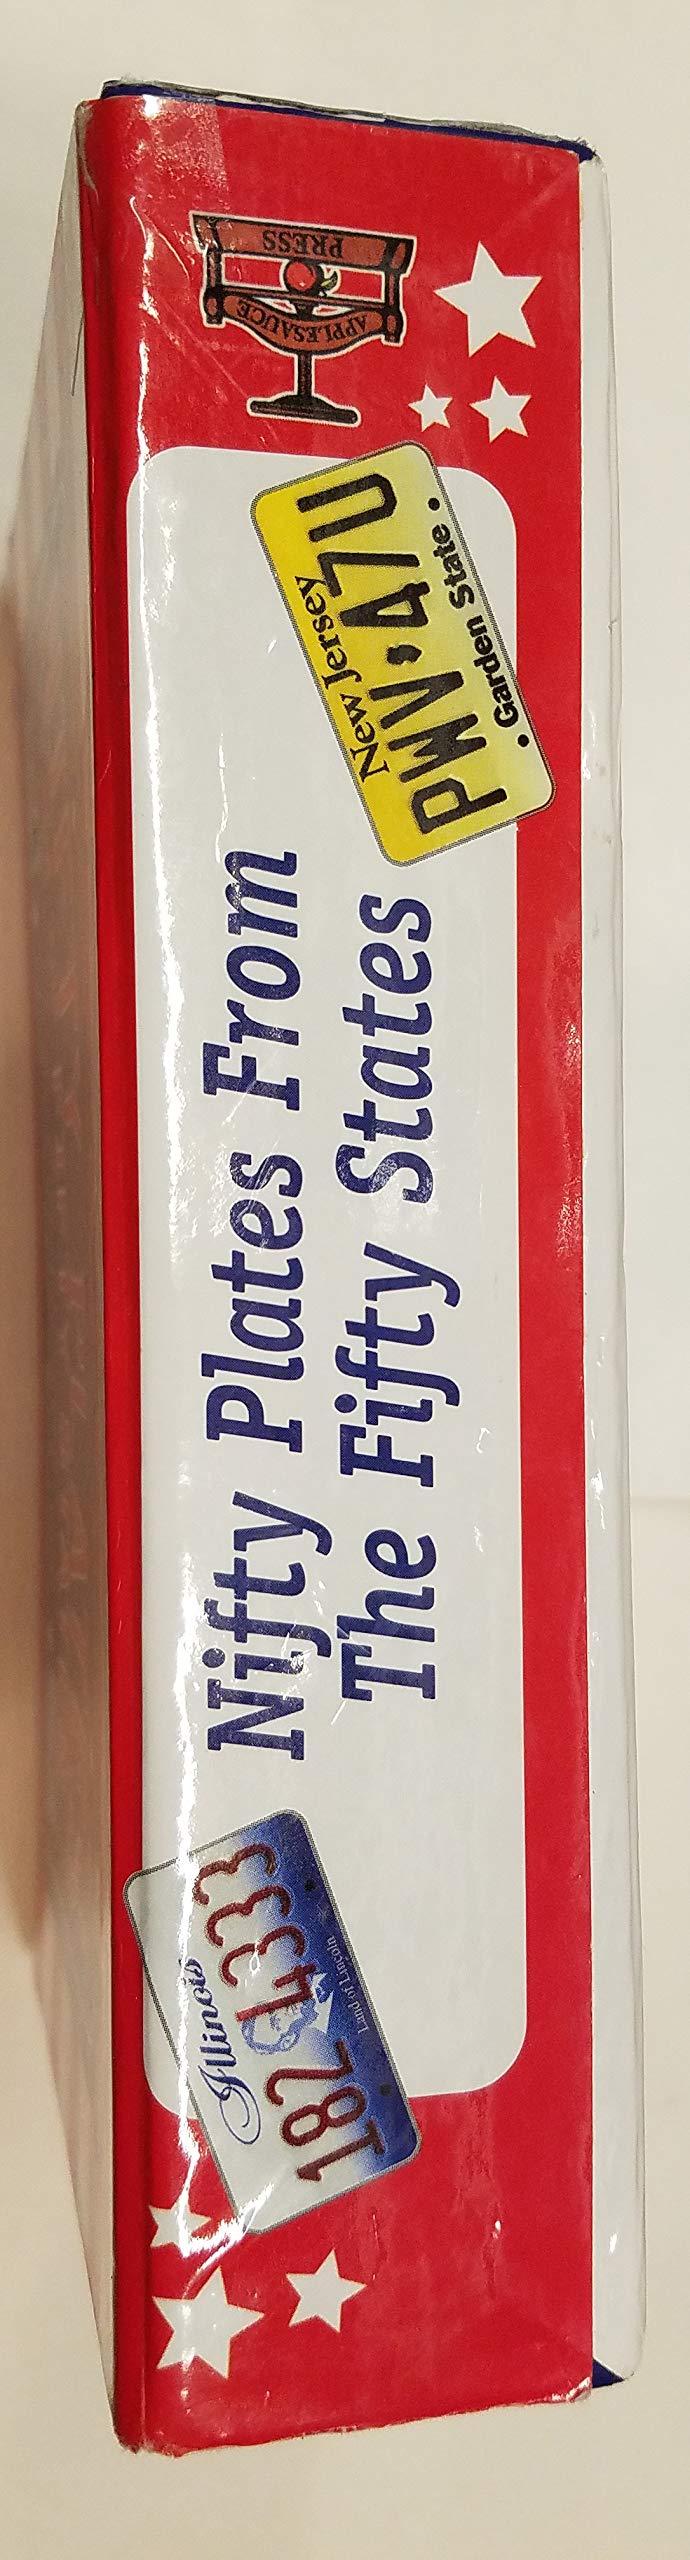 Nifty Plates From
The Fifty States
Illinois
182 4333
Land of Lincoln
New Jersey
PWV•47U
• Garden State •
APPLESAUCE
PRESS